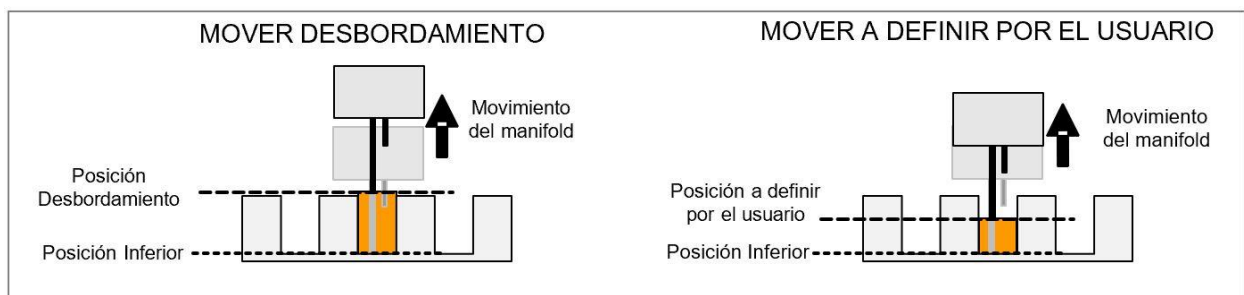 MOVER DESBORDAMIENTO
Movimiento
del manifold
Posición
Desbordamiento
Posición Inferior
MOVER A DEFINIR POR EL USUARIO
Movimiento
del manifold
Posición a definir
por el usuario
Posición Inferior